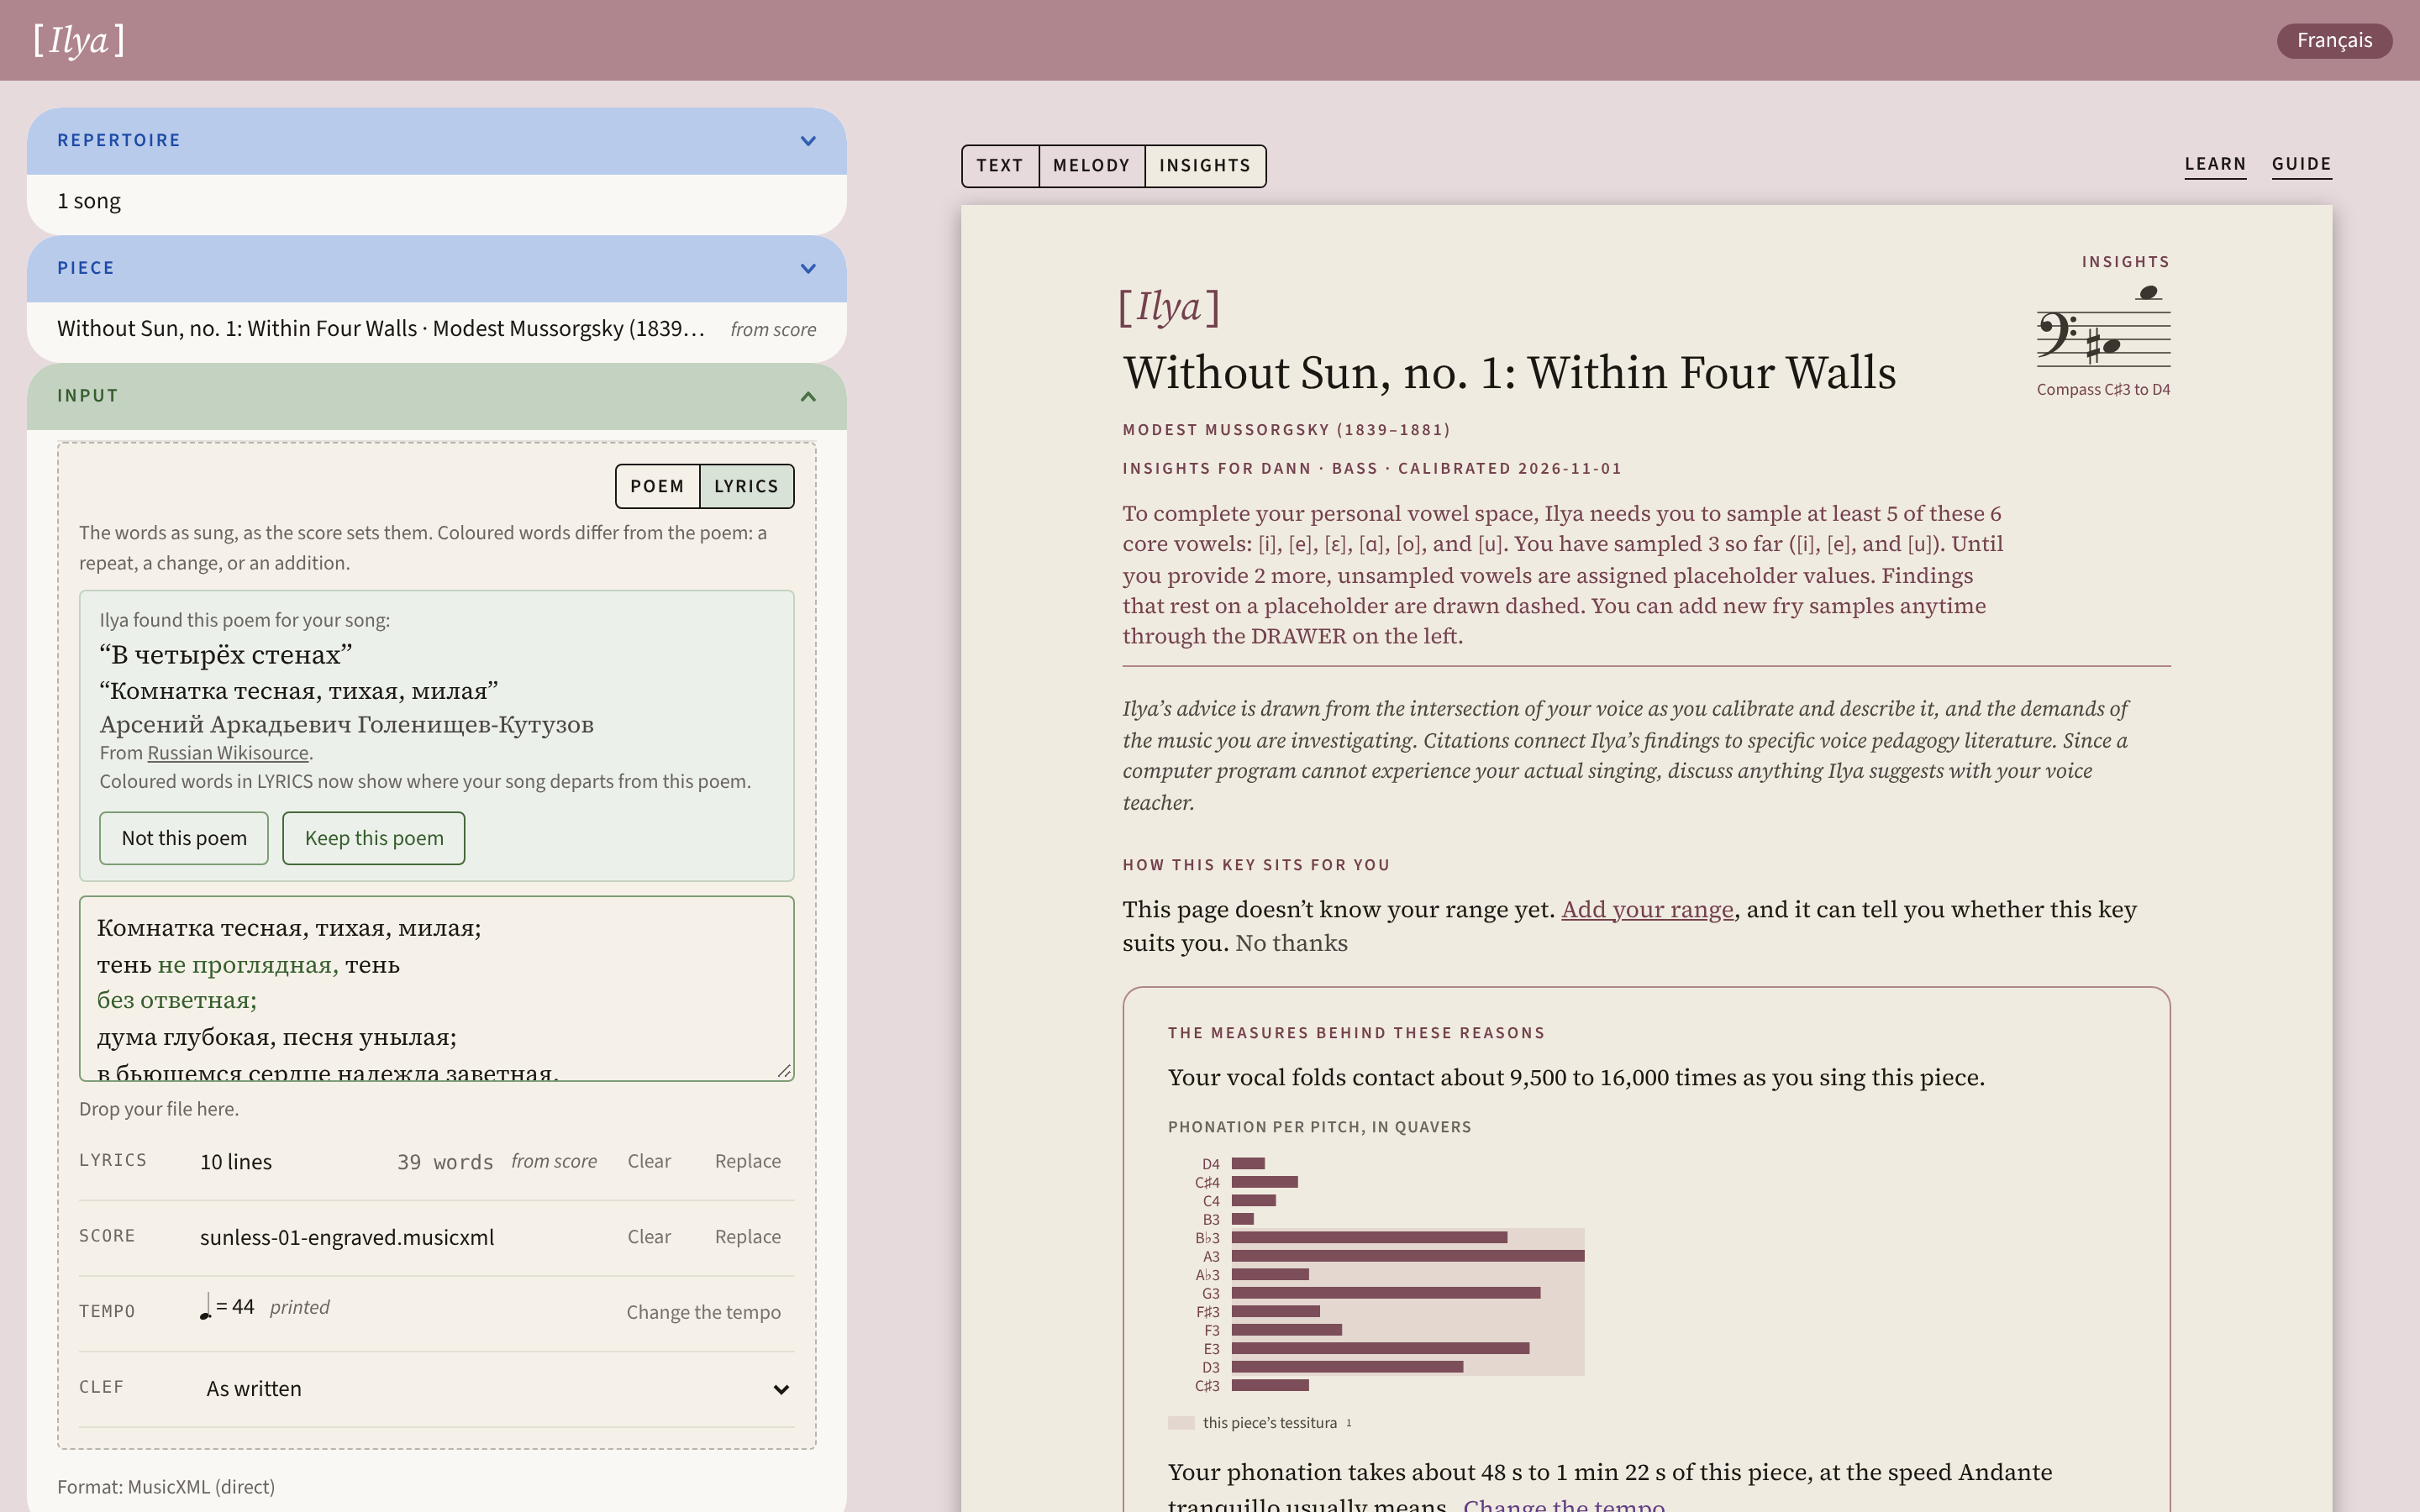 [Ilya]
Français
REPERTOIRE
1 song
PIECE
Without Sun, no. 1: Within Four Walls · Modest Mussorgsky (1839… from score
INPUT
POEM LYRICS
The words as sung, as the score sets them. Coloured words differ from the poem: a
repeat, a change, or an addition.
Ilya found this poem for your song:
“В четырёх стенах”
“Комнатка тесная, тихая, милая”
Арсений Аркадьевич Голенищев-Кутузов
From Russian Wikisource.
Coloured words in LYRICS now show where your song departs from this poem.
Not this poem Keep this poem
Комнатка тесная, тихая, милая;
тень не проглядная, тень
без ответная;
дума глубокая, песня унылая;
в бьющемся сердце надежда заветная,
Drop your file here.
LYRICS 10 lines 39 words from score Clear Replace
SCORE sunless-01-engraved.musicxml Clear Replace
TEMPO = 44 printed Change the tempo
CLEF As written
Format: MusicXML (direct)
TEXT MELODY INSIGHTS
LEARN GUIDE
INSIGHTS
[Ilya]
Without Sun, no. 1: Within Four Walls
Compass C♯3 to D4
MODEST MUSSORGSKY (1839–1881)
INSIGHTS FOR DANN · BASS · CALIBRATED 2026-11-01
To complete your personal vowel space, Ilya needs you to sample at least 5 of these 6
core vowels: [i], [e], [ɛ], [ɑ], [o], and [u]. You have sampled 3 so far ([i], [e], and [u]). Until
you provide 2 more, unsampled vowels are assigned placeholder values. Findings
that rest on a placeholder are drawn dashed. You can add new fry samples anytime
through the DRAWER on the left.
Ilya’s advice is drawn from the intersection of your voice as you calibrate and describe it, and the demands of
the music you are investigating. Citations connect Ilya’s findings to specific voice pedagogy literature. Since a
computer program cannot experience your actual singing, discuss anything Ilya suggests with your voice
teacher.
HOW THIS KEY SITS FOR YOU
This page doesn’t know your range yet. Add your range, and it can tell you whether this key
suits you. No thanks
THE MEASURES BEHIND THESE REASONS
Your vocal folds contact about 9,500 to 16,000 times as you sing this piece.
PHONATION PER PITCH, IN QUAVERS
D4
C♯4
C4
B3
B♭3
A3
A♭3
G3
F♯3
F3
E3
D3
C♯3
this piece’s tessitura 1
Your phonation takes about 48 s to 1 min 22 s of this piece, at the speed Andante
tranquillo usually means. Change the tempo